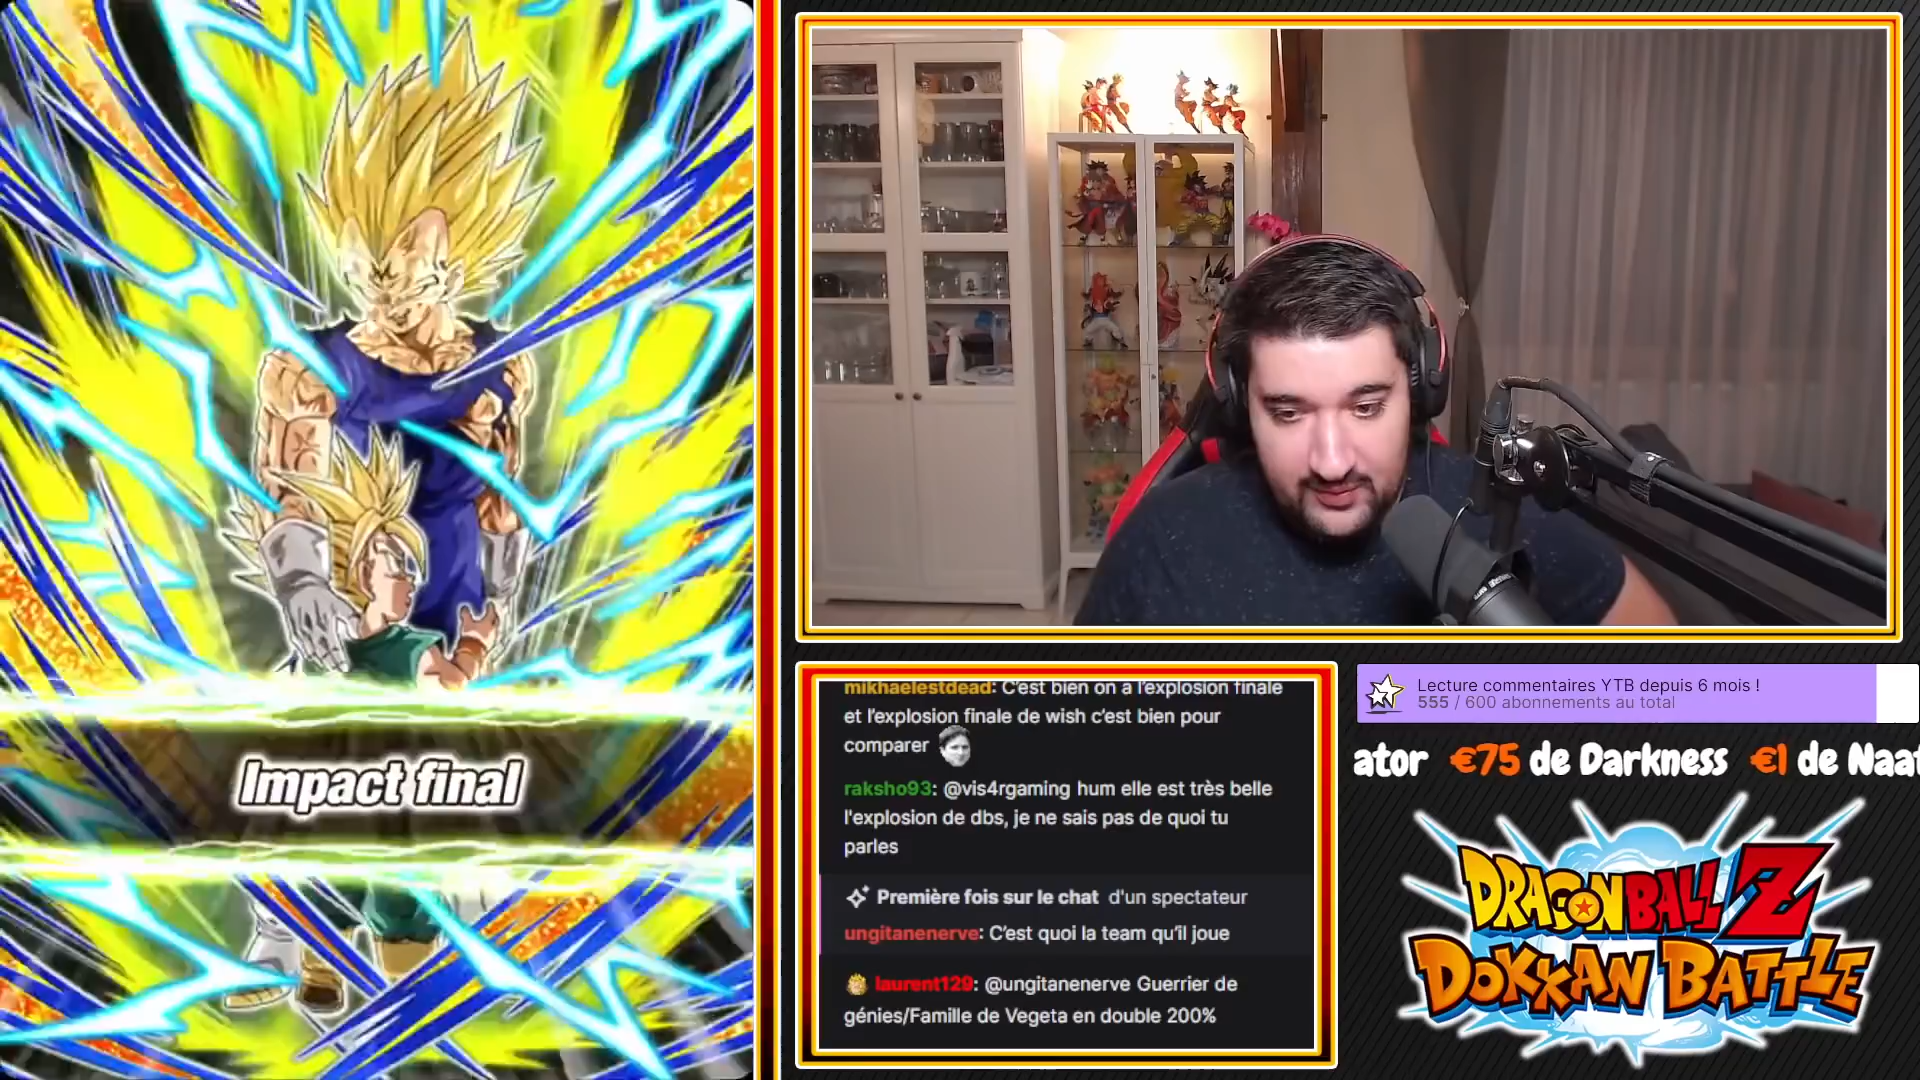 Impact final
mikhaelestdead: C'est bien on a l'explosion finale
et l'explosion finale de wish c'est bien pour
comparer
raksho93: @vis4rgaming hum elle est très belle
l'explosion de dbs, je ne sais pas de quoi tu
parles
Première fois sur le chat d'un spectateur
ungitanenerve: C'est quoi la team qu'il joue
laurent129: @ungitanenerve Guerrier de
génies/Famille de Vegeta en double 200%
Lecture commentaires YTB depuis 6 mois !
555 / 600 abonnements au total
ator €75 de Darkness €1 de Naat
DRAGONBALL Z
DOKKAN BATTLE